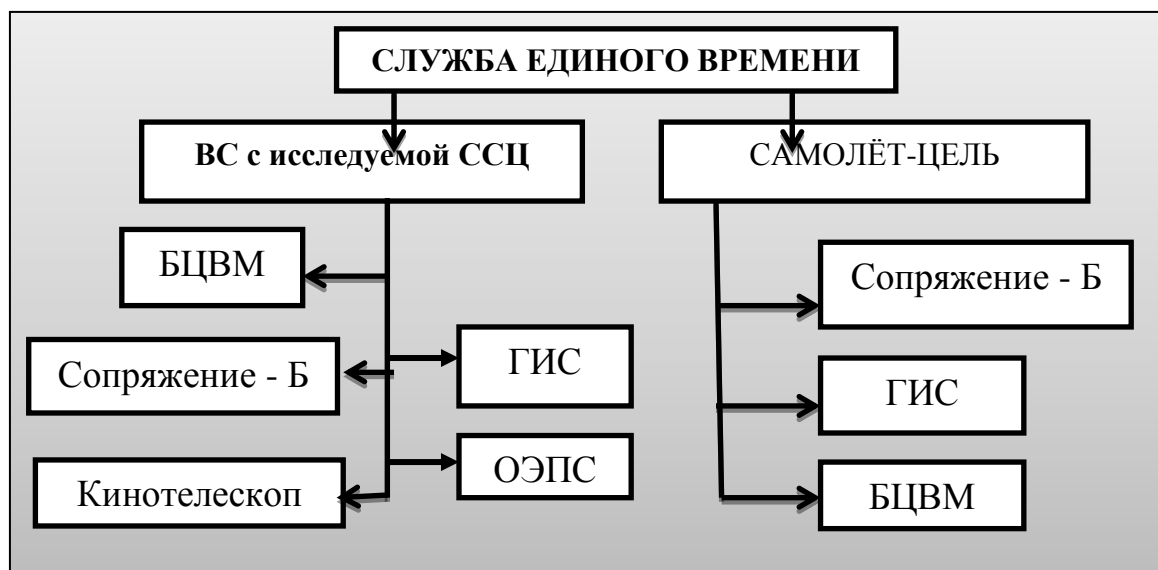 СЛУЖБА ЕДИНОГО ВРЕМЕНИ
ВС с исследуемой ССЦ
САМОЛЁТ-ЦЕЛЬ
БЦВМ
Сопряжение - Б
Сопряжение - Б
ГИС
ГИС
Кинотелескоп
ОЭПС
БЦВМ